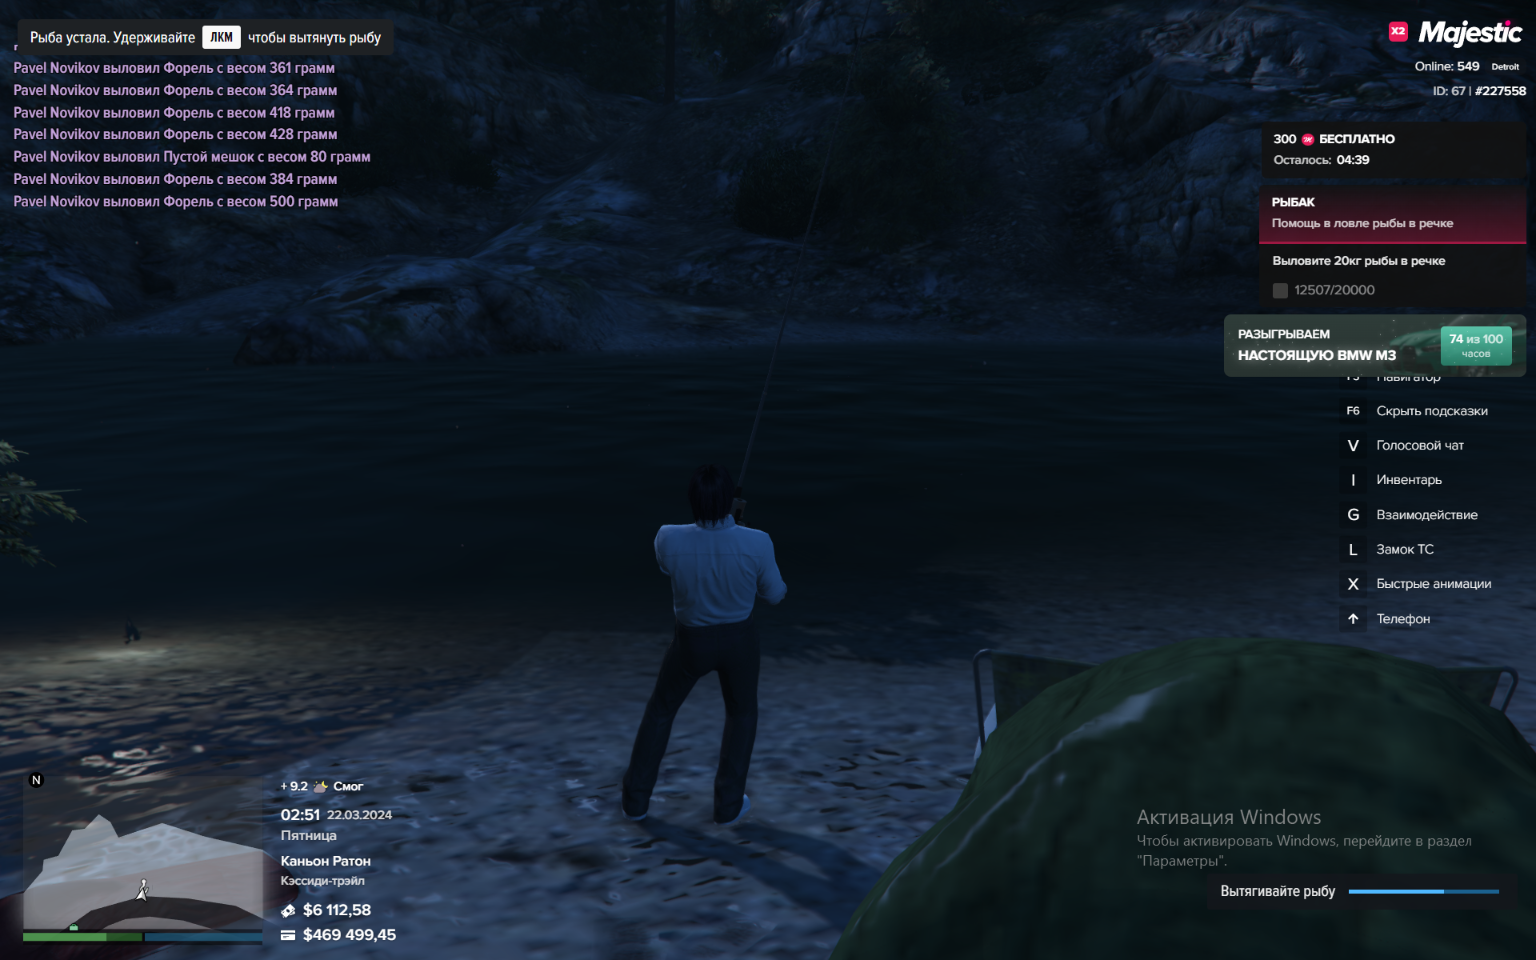 Рыба устала. Удерживайте ЛКМ чтобы вытянуть рыбу
Pavel Novikov выловил Форель с весом 361 грамм
Pavel Novikov выловил Форель с весом 364 грамм
Pavel Novikov выловил Форель с весом 418 грамм
Pavel Novikov выловил Форель с весом 428 грамм
Pavel Novikov выловил Пустой мешок с весом 80 грамм
Pavel Novikov выловил Форель с весом 384 грамм
Pavel Novikov выловил Форель с весом 500 грамм
X2 Majestic
Online: 549 Detroit
ID: 67 | #227558
300 БЕСПЛАТНО
Осталось: 04:39
РЫБАК
Помощь в ловле рыбы в речке
Выловите 20кг рыбы в речке
12507/20000
РАЗЫГРЫВАЕМ
НАСТОЯЩУЮ BMW M3
74 из 100
часов
Навигатор
F6 Скрыть подсказки
V Голосовой чат
I Инвентарь
G Взаимодействие
L Замок ТС
X Быстрые анимации
Телефон
N
+ 9.2 Смог
02:51 22.03.2024
Пятница
Каньон Ратон
Кэссиди-трэйл
$6 112,58
$469 499,45
Активация Windows
Чтобы активировать Windows, перейдите в раздел
"Параметры".
Вытягивайте рыбу